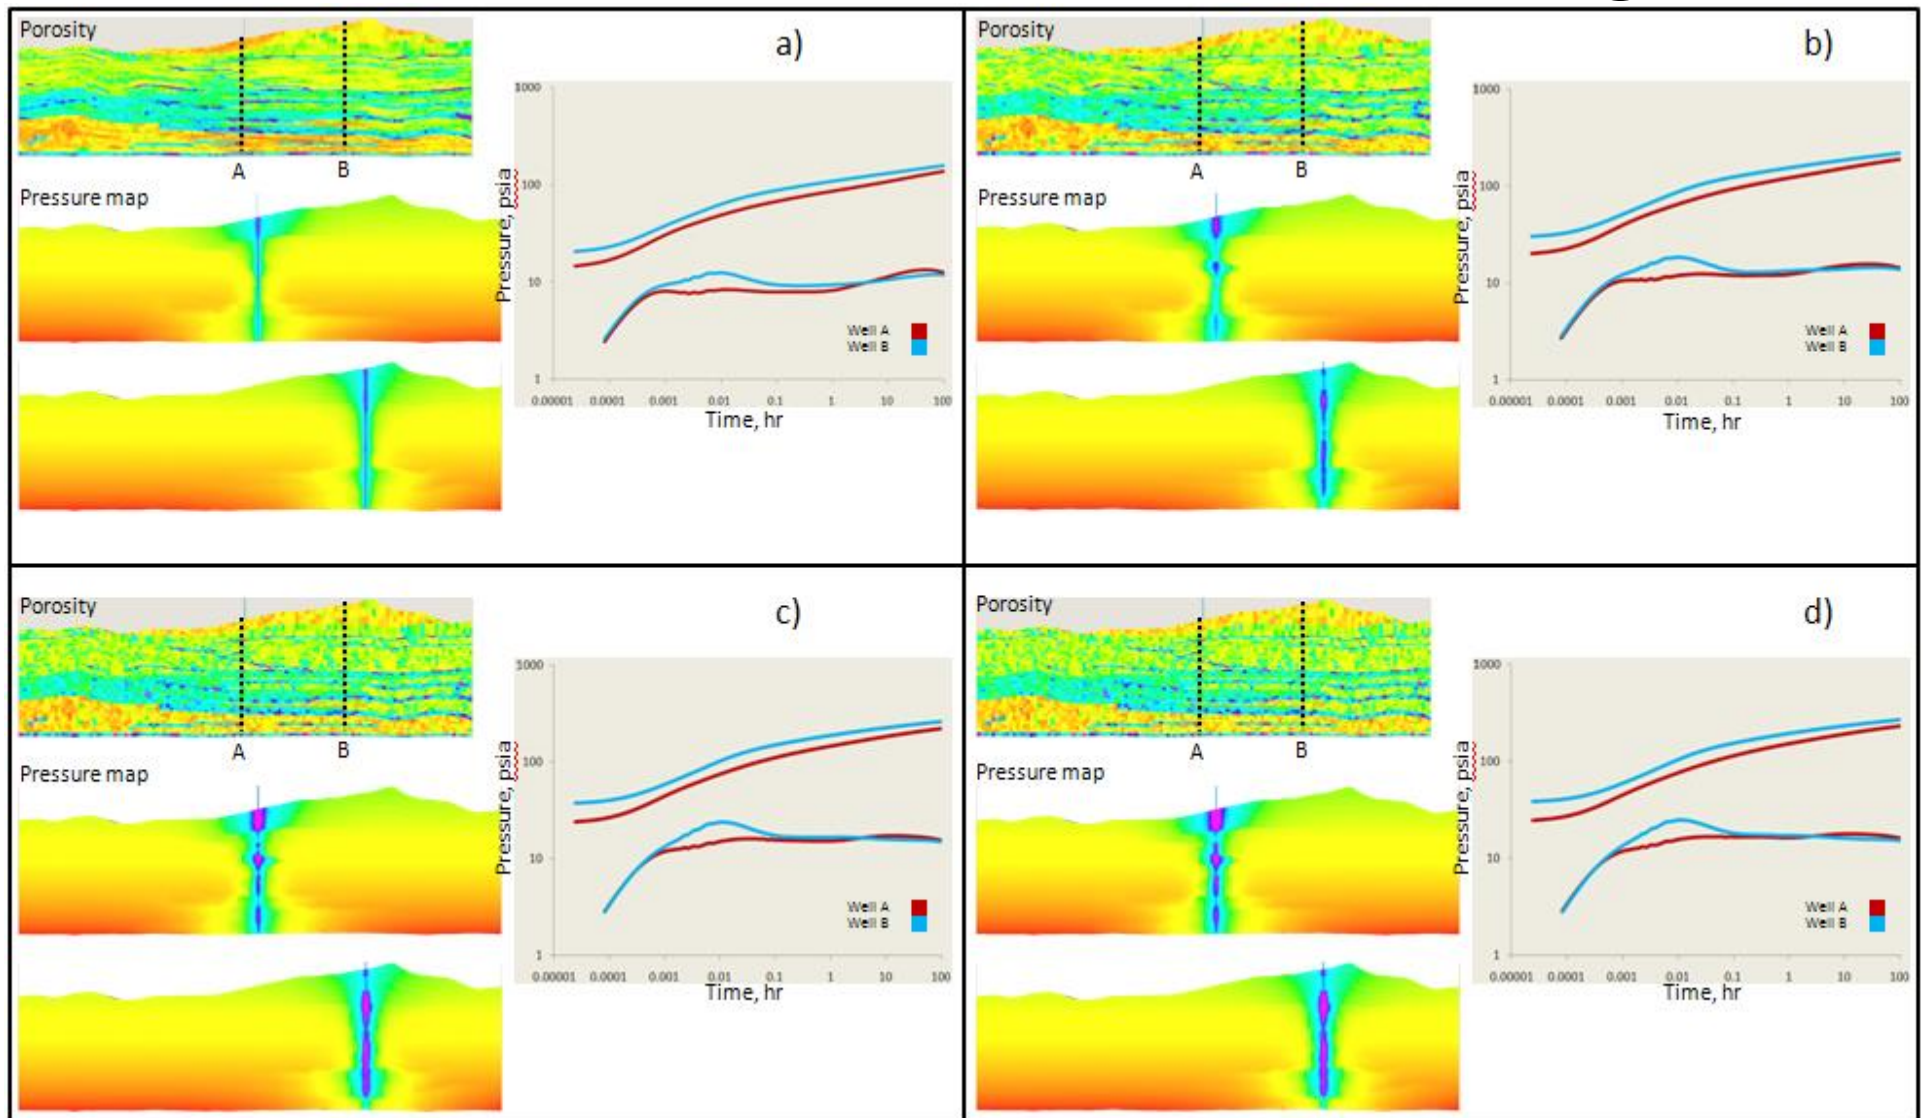 Porosity
a)
A
B
Pressure map
1000
100
10
1
Pressure, psia
0.00001 0.0001 0.001 0.01 0.1 1 10 100
Time, hr
Well A
Well B
Porosity
b)
A
B
Pressure map
1000
100
10
1
Pressure, psia
0.00001 0.0001 0.001 0.01 0.1 1 10 100
Time, hr
Well A
Well B
Porosity
c)
A
B
Pressure map
1000
100
10
1
Pressure, psia
0.00001 0.0001 0.001 0.01 0.1 1 10 100
Time, hr
Well A
Well B
Porosity
d)
A
B
Pressure map
1000
100
10
1
Pressure, psia
0.00001 0.0001 0.001 0.01 0.1 1 10 100
Time, hr
Well A
Well B